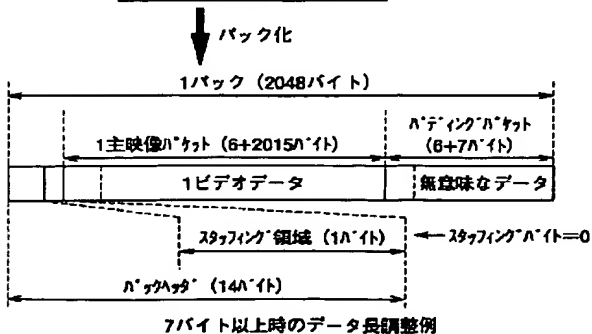 パック化
1パック (2048バイト)
パディングパケット
(6+7バイト)
1主映像パケット (6+2015バイト)
1ビデオデータ
無意味なデータ
スタッフィング領域 (1バイト)
スタッフィングバイト=0
パックヘッダ (14バイト)
7バイト以上時のデータ長調整例